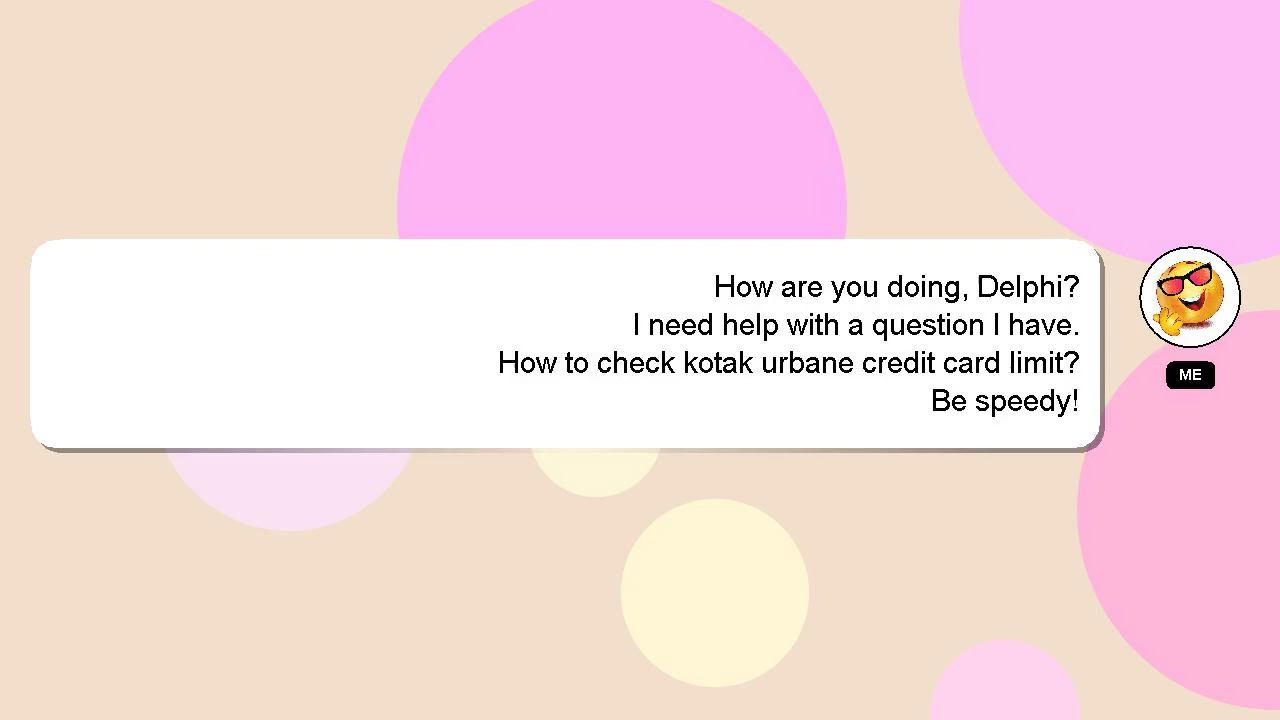 How are you doing, Delphi?
I need help with a question I have.
How to check kotak urbane credit card limit?
Be speedy!
ME